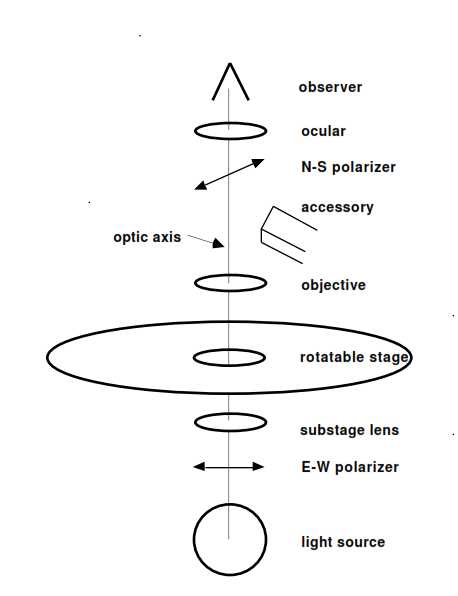 observer
ocular
N-S polarizer
accessory
optic axis
objective
rotatable stage
substage lens
E-W polarizer
light source